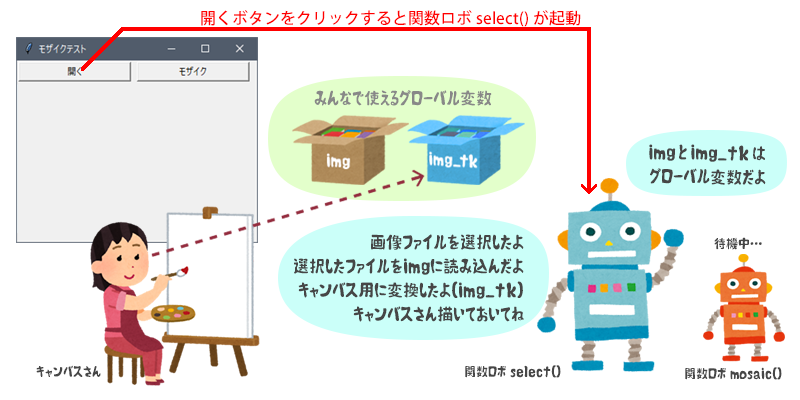 開くボタンをクリックすると関数ロボ select() が起動
モザイクテスト
開く
モザイク
みんなで使えるグローバル変数
img
img_tk
imgとimg_tk は
グローバル変数だよ
画像ファイルを選択したよ
選択したファイルをimgに読み込んだよ
キャンバス用に変換したよ(img_tk)
キャンバスさん描いておいてね
待機中…
キャンバスさん
関数ロボ select()
関数ロボ mosaic()